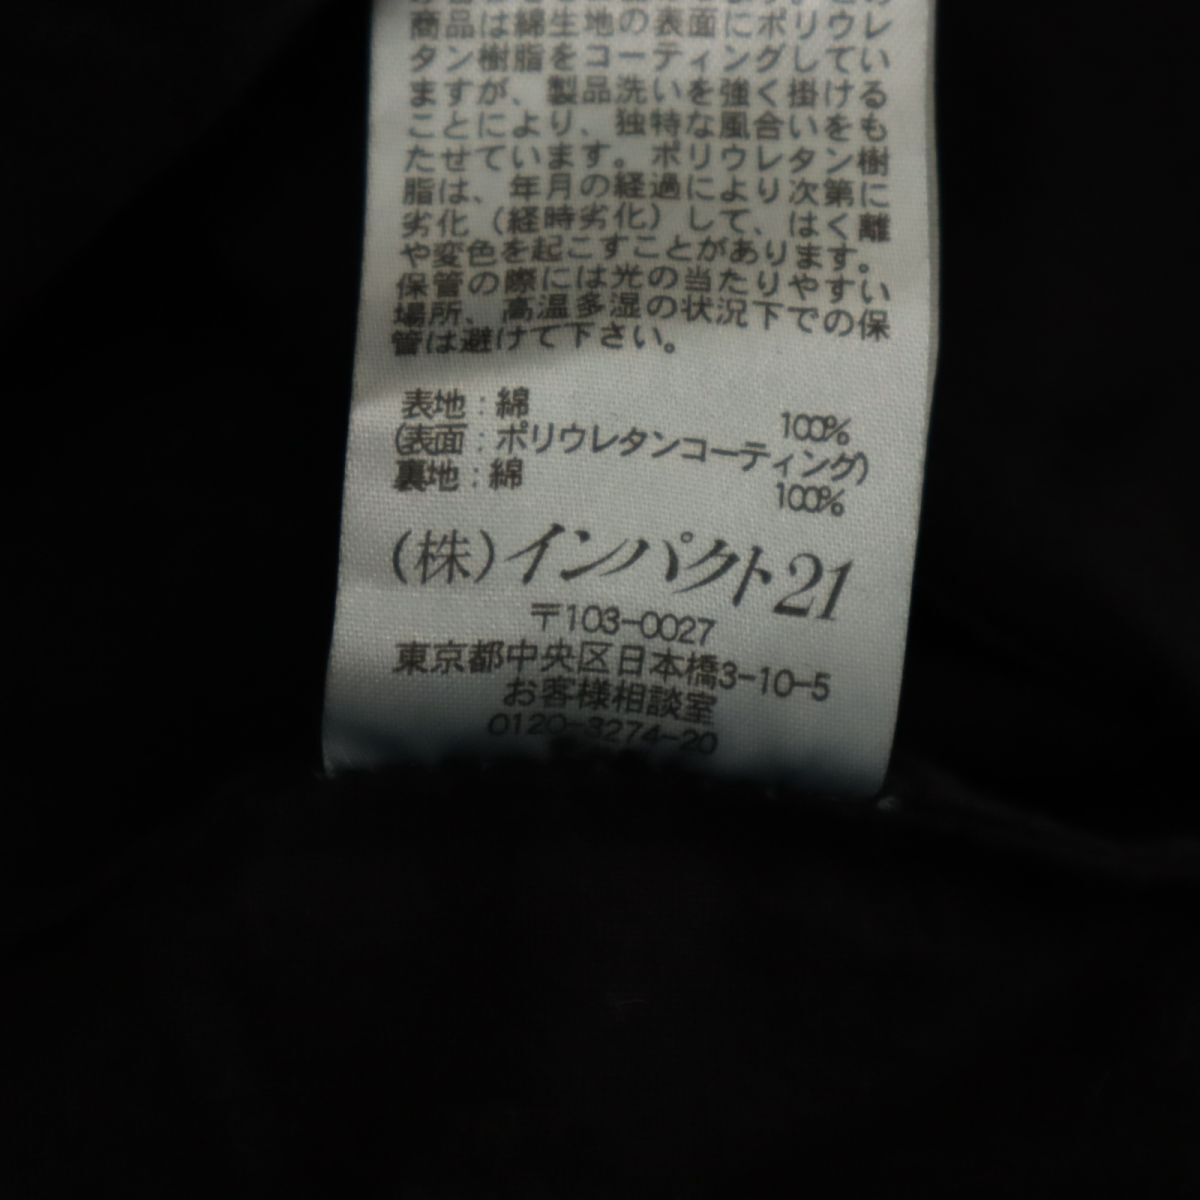 商品は綿生地の表面にポリウレ
タン樹脂をコーティングしてい
ますが、製品洗いを強く掛ける
ことにより、独特な風合いをも
たせています。ポリウレタン樹
脂は、年月の経過により次第に
劣化（経時劣化）して、はく離
や変色を起こすことがあります。
保管の際には光の当たりやすい
場所、高温多湿の状況下での保
管は避けて下さい。
表地：綿 100%
(表面：ポリウレタンコーティング)
裏地：綿 100%
(株)インパクト21
〒103-0027
東京都中央区日本橋3-10-5
お客様相談室
0120-3274-20